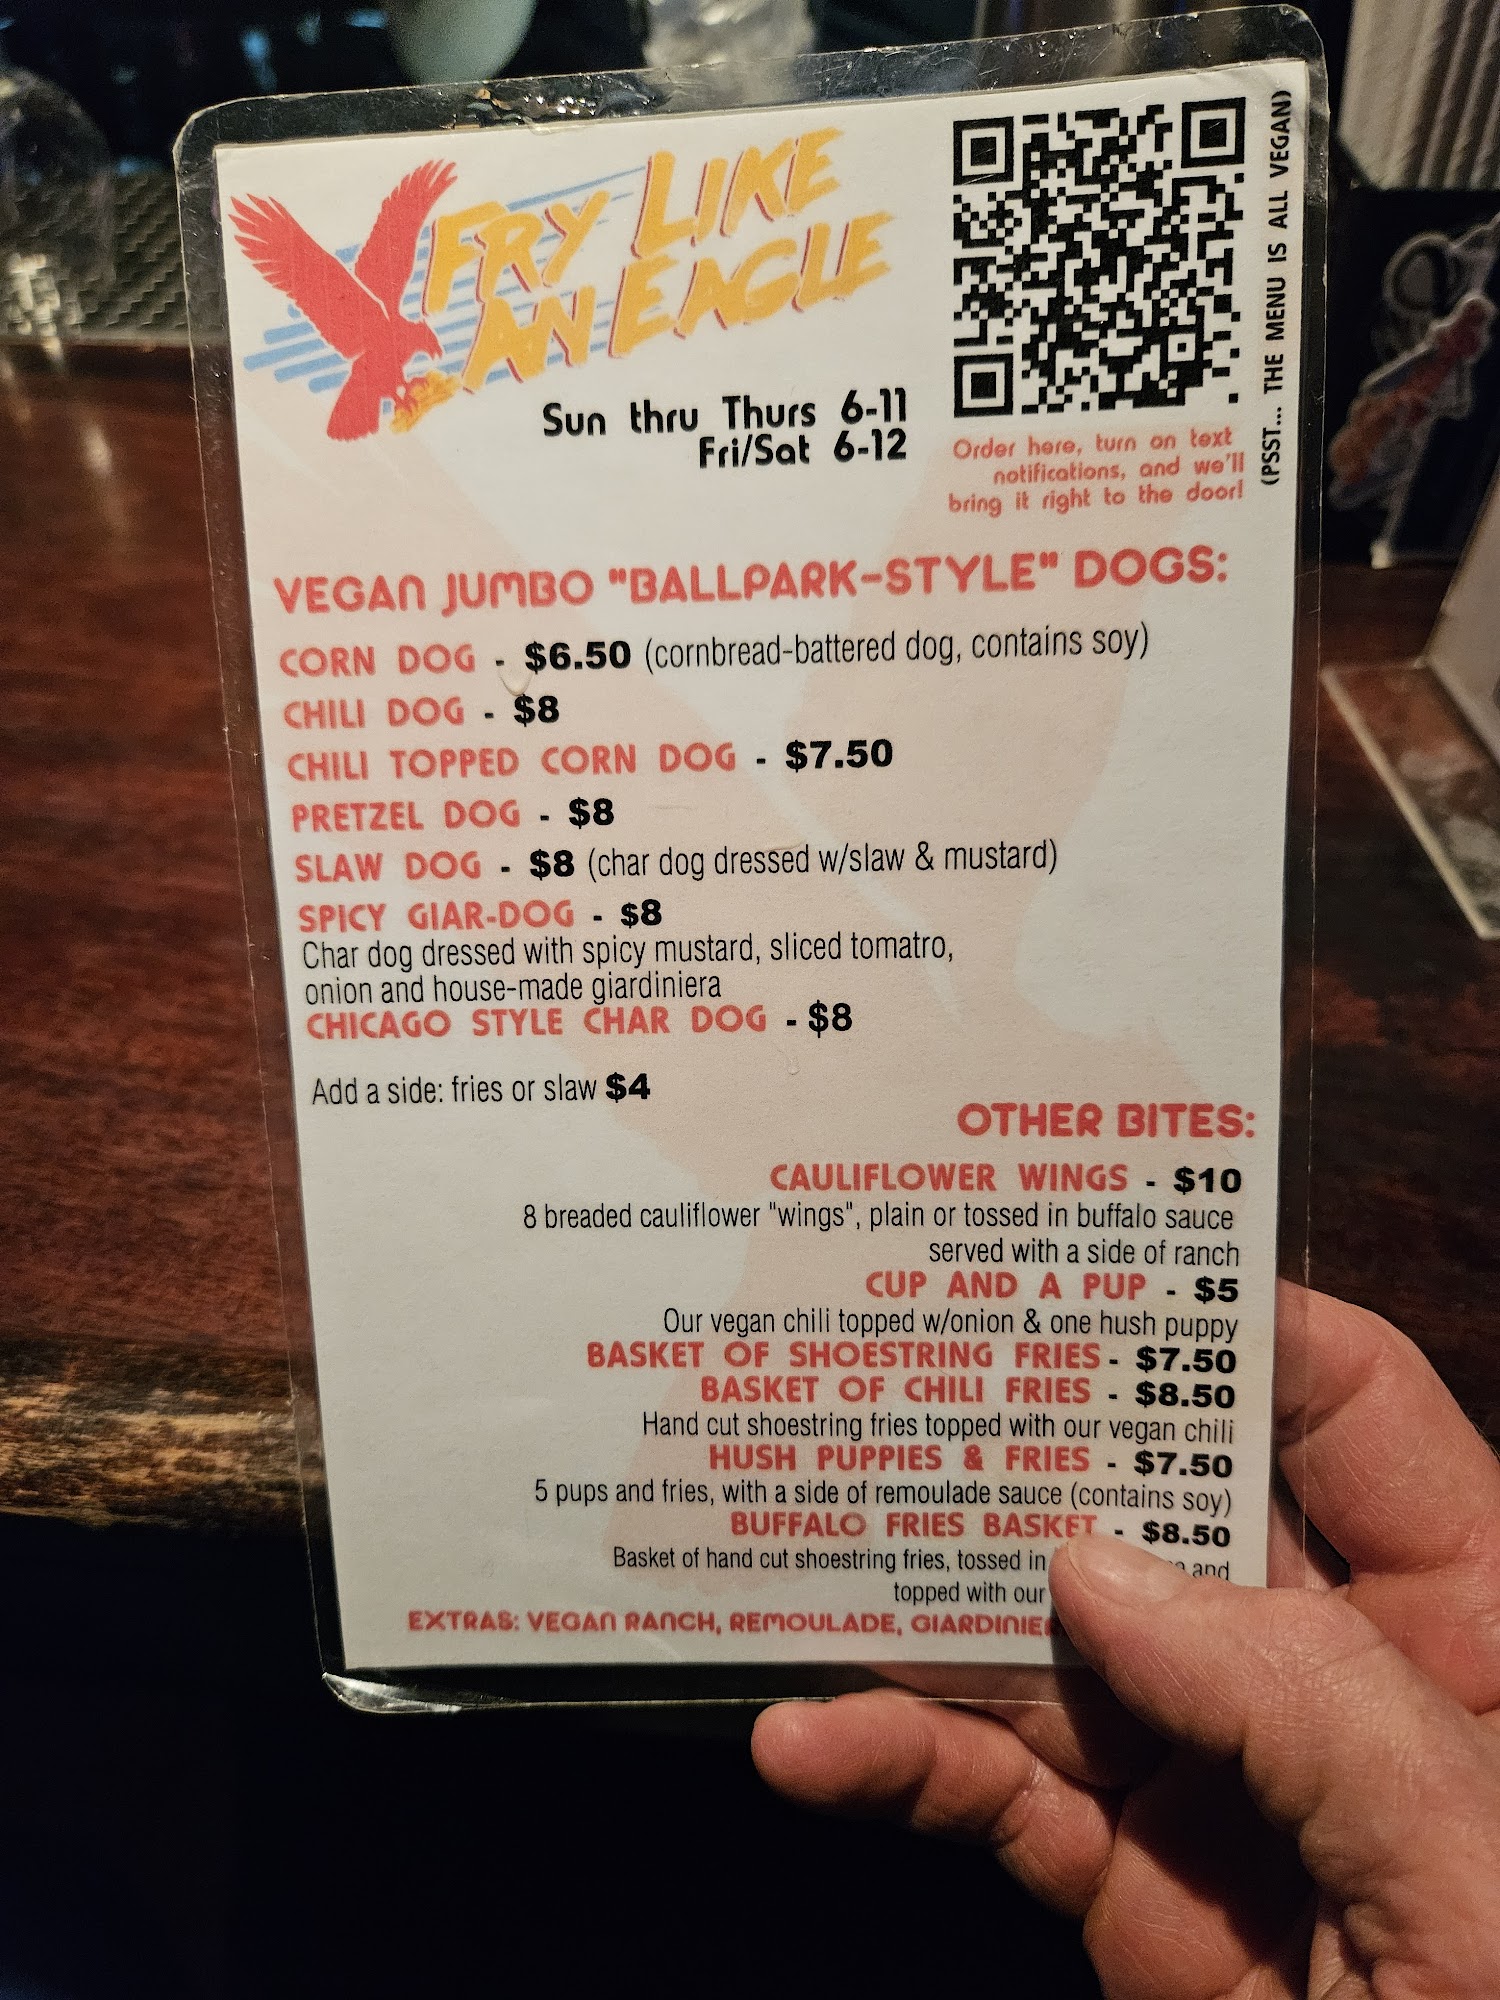 FRY LIKE
AN EAGLE
Sun thru Thurs 6-11
Fri/Sat 6-12
Order here, turn on text
notifications, and we'll
bring it right to the door!
(PSST... THE MENU IS ALL VEGAN)
VEGAN JUMBO "BALLPARK-STYLE" DOGS:
CORN DOG - $6.50 (cornbread-battered dog, contains soy)
CHILI DOG - $8
CHILI TOPPED CORN DOG - $7.50
PRETZEL DOG - $8
SLAW DOG - $8 (char dog dressed w/slaw & mustard)
SPICY GIAR-DOG - $8
Char dog dressed with spicy mustard, sliced tomatro,
onion and house-made giardiniera
CHICAGO STYLE CHAR DOG - $8
Add a side: fries or slaw $4
OTHER BITES:
CAULIFLOWER WINGS - $10
8 breaded cauliflower "wings", plain or tossed in buffalo sauce
served with a side of ranch
CUP AND A PUP - $5
Our vegan chili topped w/onion & one hush puppy
BASKET OF SHOESTRING FRIES- $7.50
BASKET OF CHILI FRIES - $8.50
Hand cut shoestring fries topped with our vegan chili
HUSH PUPPIES & FRIES - $7.50
5 pups and fries, with a side of remoulade sauce (contains soy)
BUFFALO FRIES BASKET - $8.50
Basket of hand cut shoestring fries, tossed in and
topped with our
EXTRAS: VEGAN RANCH, REMOULADE,